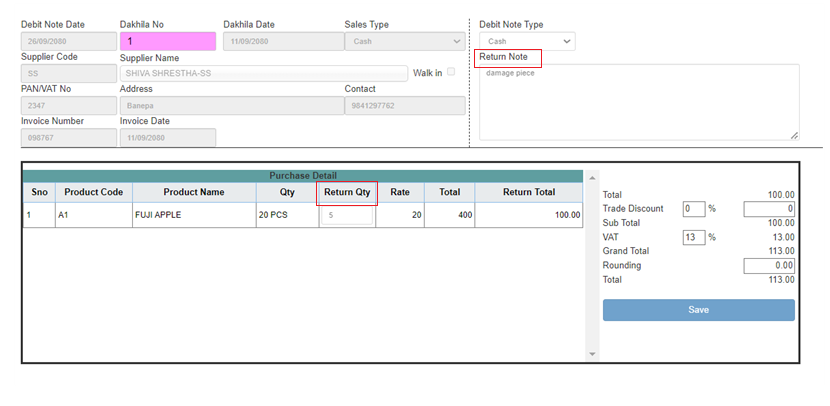 Debit Note Date Dakhila No Dakhila Date Sales Type Debit Note Type
26/09/2080 1 11/09/2080 Cash Cash
Supplier Code Supplier Name Return Note
SS SHIVA SHRESTHA-SS Walk in damage piece
PAN/VAT No Address Contact
2347 Banepa 9841297762
Invoice Number Invoice Date
098767 11/09/2080
Purchase Detail
Sno Product Code Product Name Qty Return Qty Rate Total Return Total
1 A1 FUJI APPLE 20 PCS 5 20 400 100.00
Total 100.00
Trade Discount 0 % 0
Sub Total 100.00
VAT 13 % 13.00
Grand Total 113.00
Rounding 0.00
Total 113.00
Save